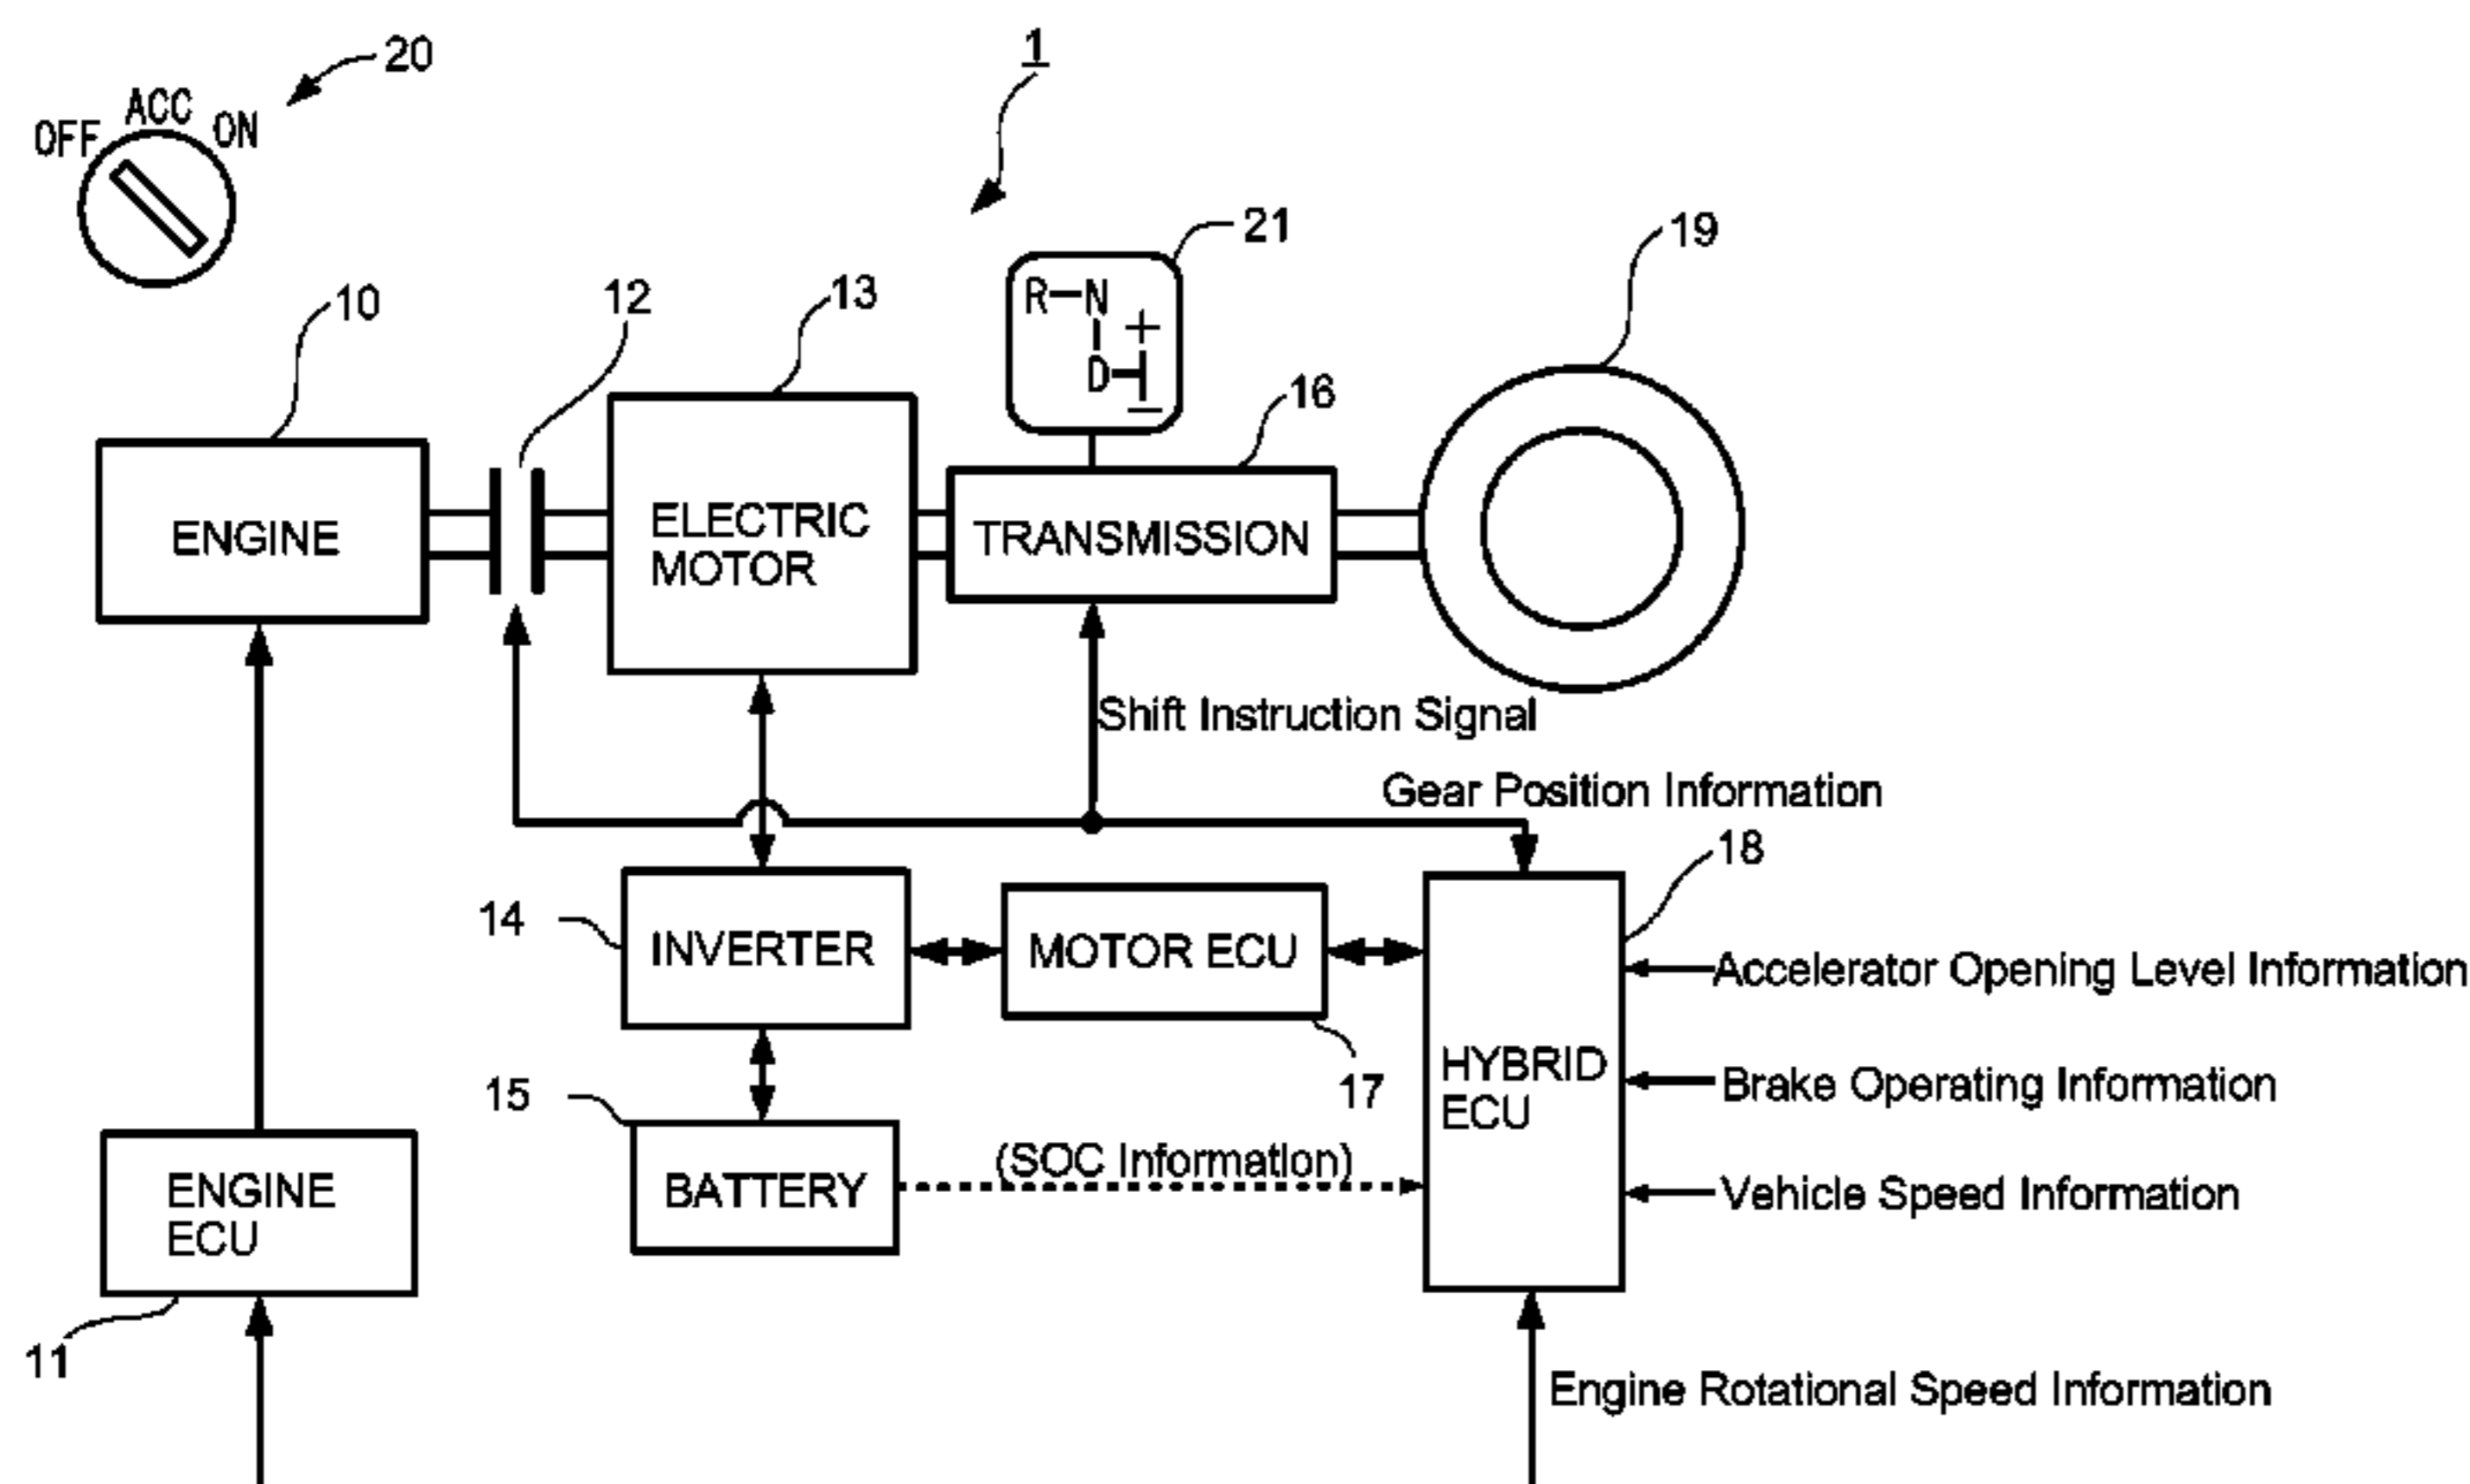 20
1
ACC
OFF
ON
21
19
R-N
+
D
−
10
12
13
16
ENGINE
ELECTRIC
MOTOR
TRANSMISSION
Shift Instruction Signal
Gear Position Information
18
14
INVERTER
MOTOR ECU
Accelerator Opening Level Information
HYBRID
ECU
Brake Operating Information
17
15
(SOC Information)
BATTERY
Vehicle Speed Information
ENGINE
ECU
11
Engine Rotational Speed Information